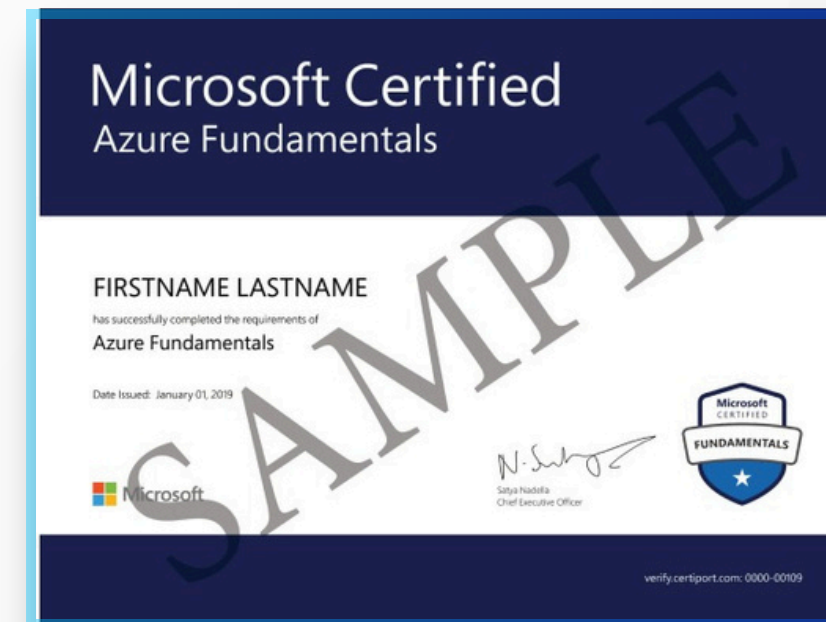 Microsoft Certified
Azure Fundamentals
FIRSTNAME LASTNAME
has successfully completed the requirements of
Azure Fundamentals
Date Issued: January 01, 2019
SAMPLE
Microsoft
CERTIFIED
FUNDAMENTALS
N. Sat
Microsoft
Satya Nadella
Chief Executive Officer
verify.certiport.com: 0000-00109